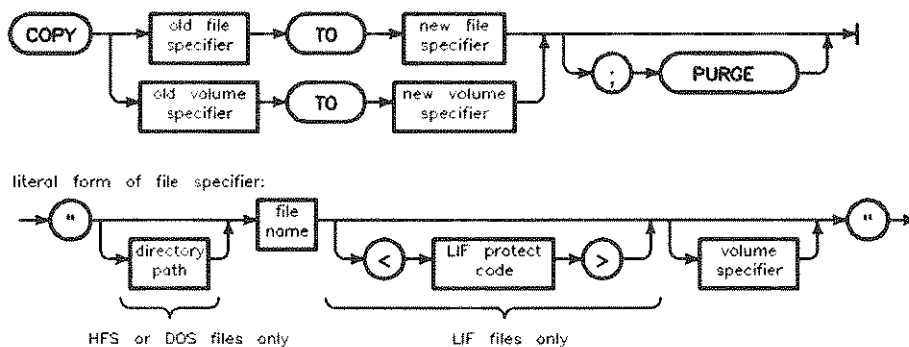 COPY
old file
specifier
TO
new file
specifier
;
PURGE
old volume
specifier
TO
new volume
specifier
literal form of file specifier:
"
directory
path
file
name
<
LIF protect
code
>
volume
specifier
"
HFS or DOS files only
LIF files only